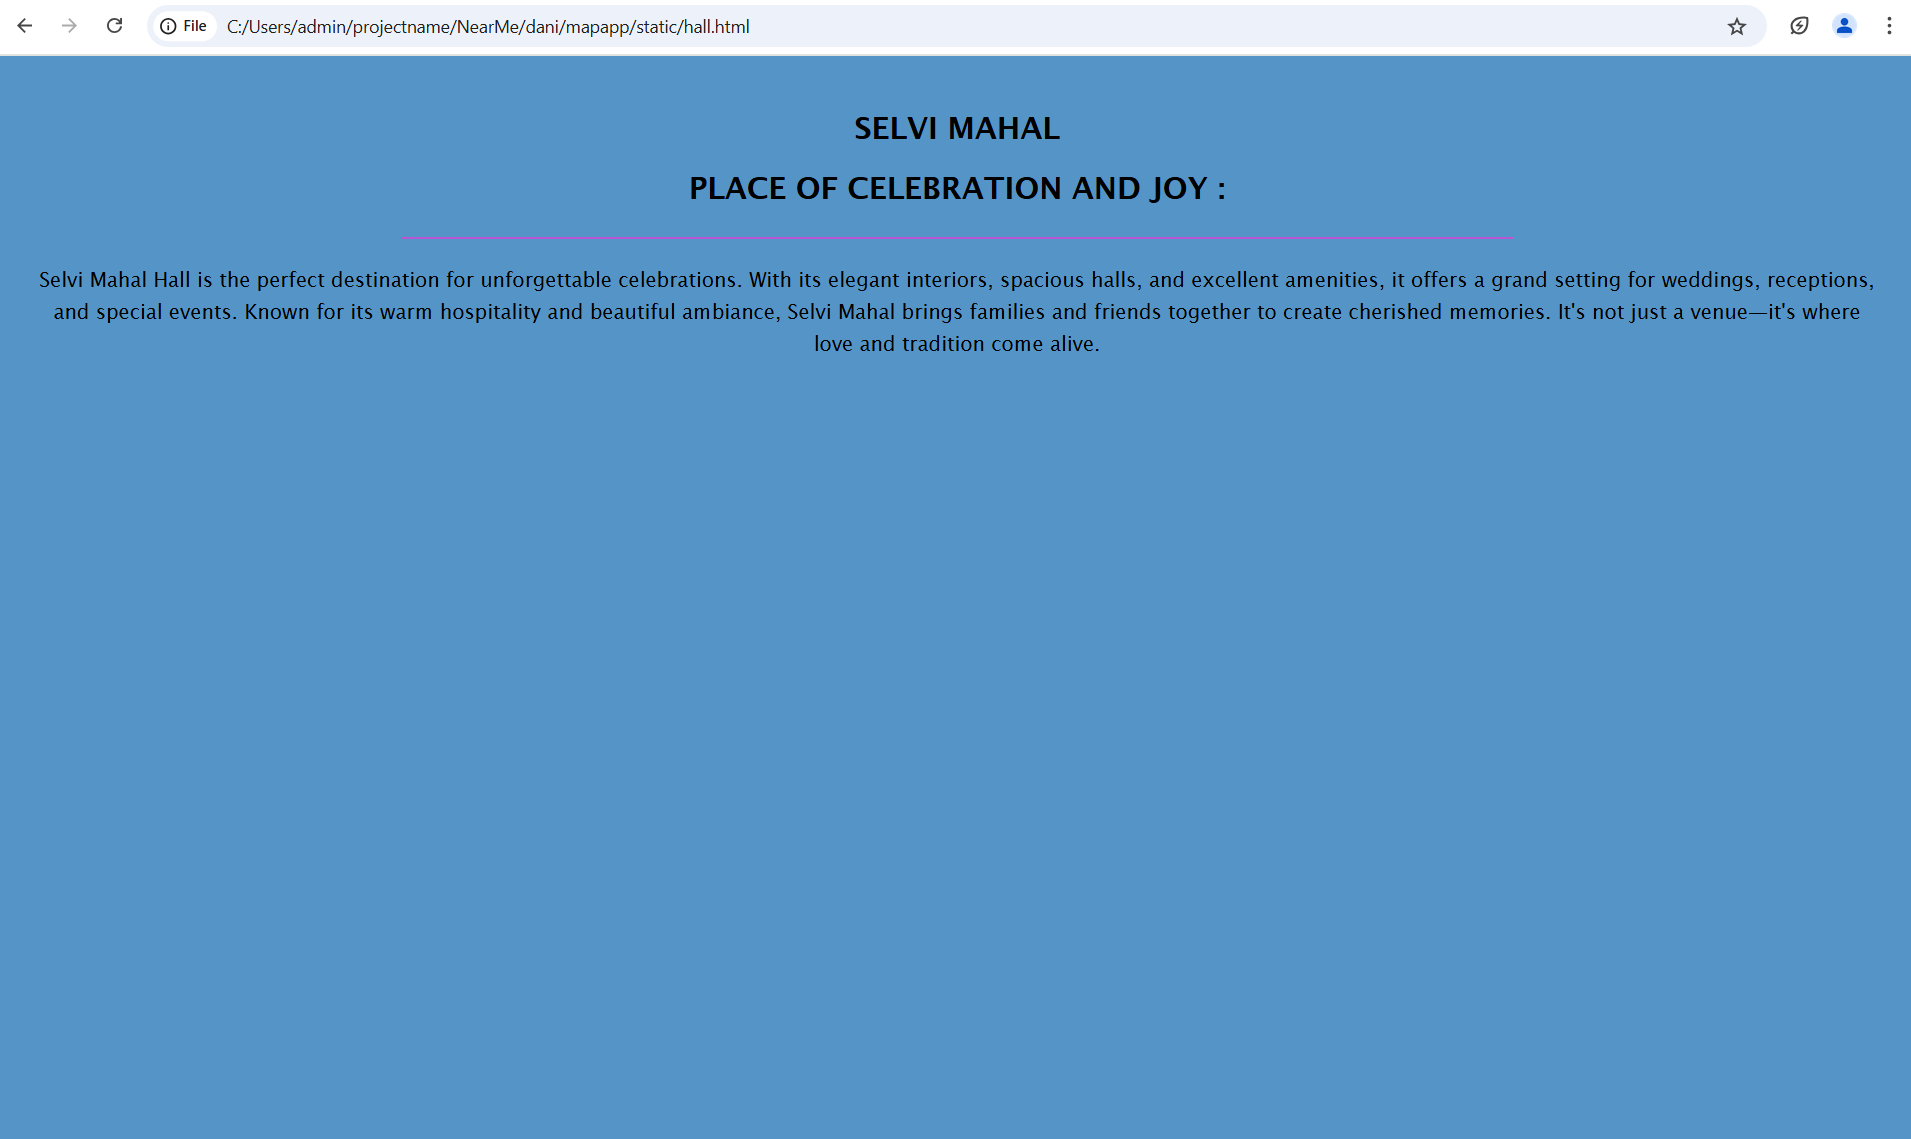 File C:/Users/admin/projectname/NearMe/dani/mapapp/static/hall.html
SELVI MAHAL
PLACE OF CELEBRATION AND JOY :
Selvi Mahal Hall is the perfect destination for unforgettable celebrations. With its elegant interiors, spacious halls, and excellent amenities, it offers a grand setting for weddings, receptions,
and special events. Known for its warm hospitality and beautiful ambiance, Selvi Mahal brings families and friends together to create cherished memories. It's not just a venue—it's where
love and tradition come alive.